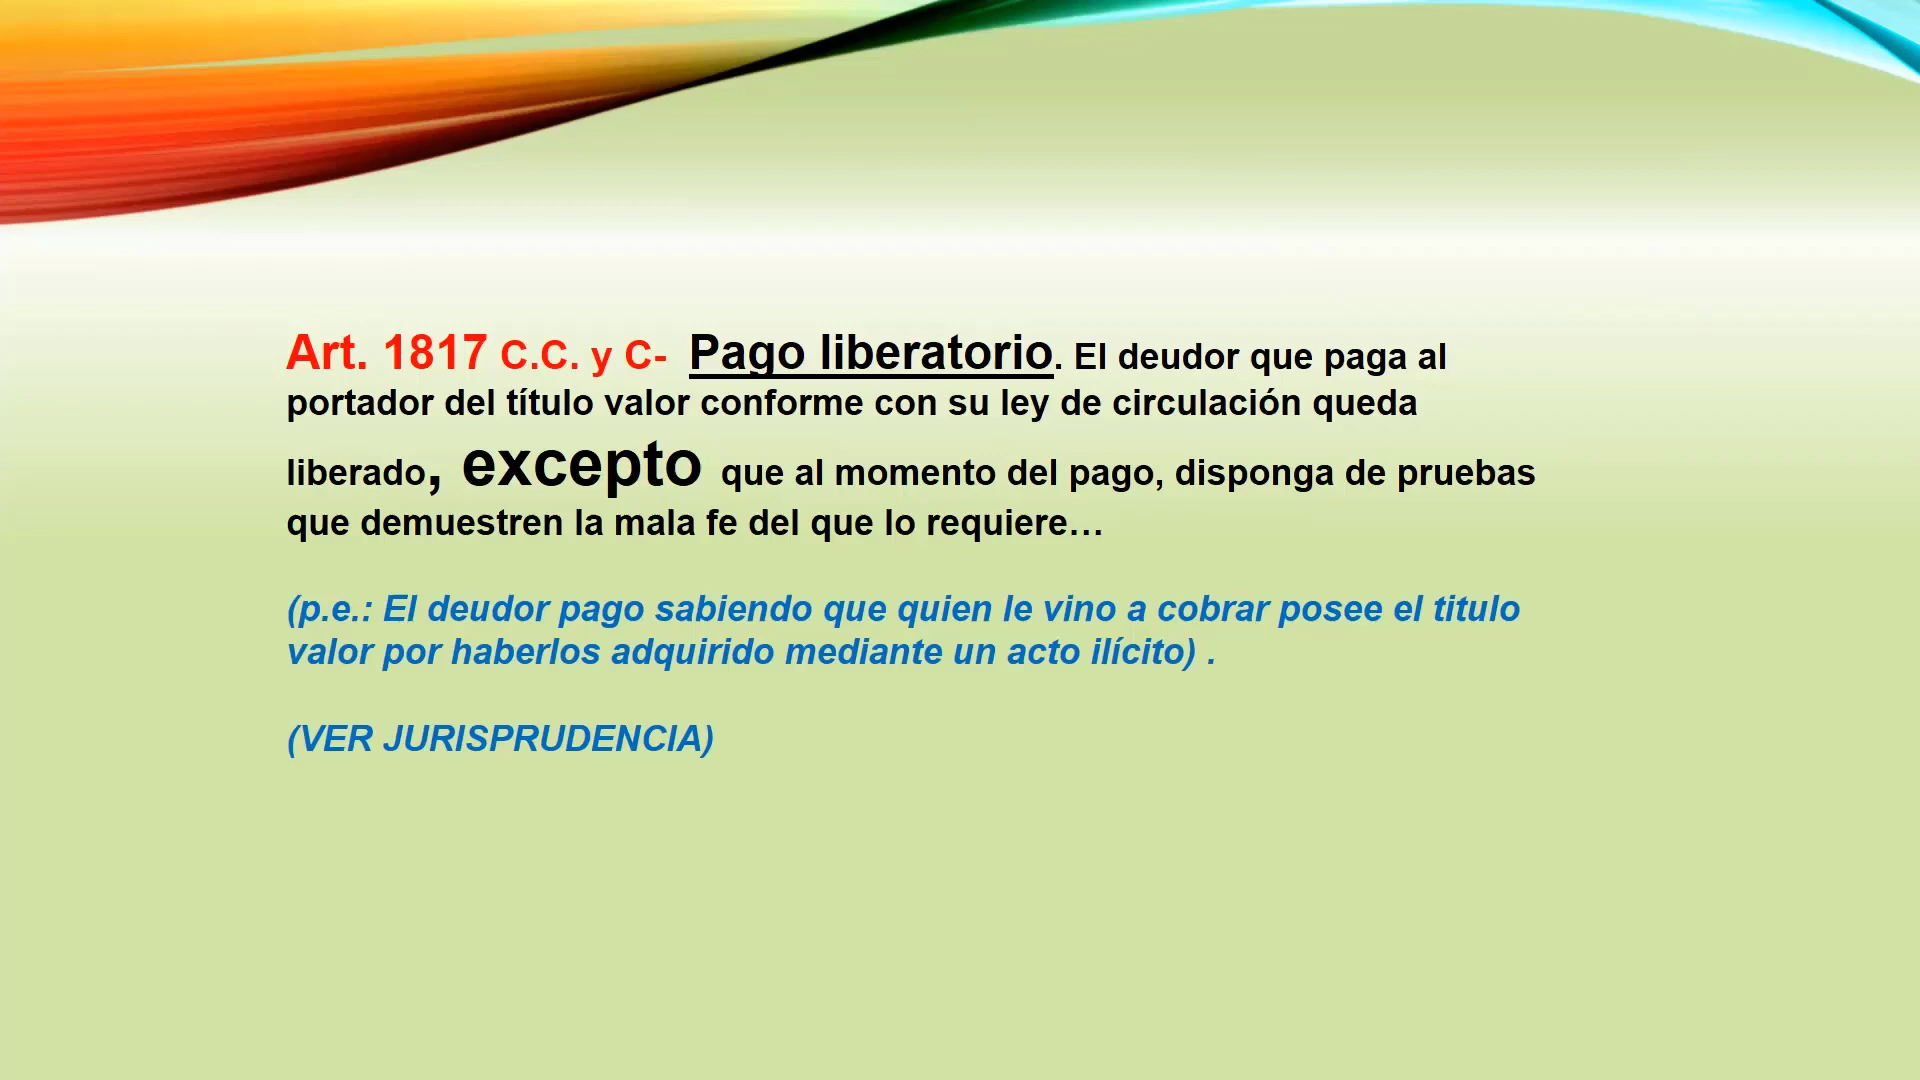 Art. 1817 C.C. y C- Pago liberatorio. El deudor que paga al
portador del título valor conforme con su ley de circulación queda
liberado, excepto que al momento del pago, disponga de pruebas
que demuestren la mala fe del que lo requiere…
(p.e.: El deudor pago sabiendo que quien le vino a cobrar posee el titulo
valor por haberlos adquirido mediante un acto ilícito) .
(VER JURISPRUDENCIA)